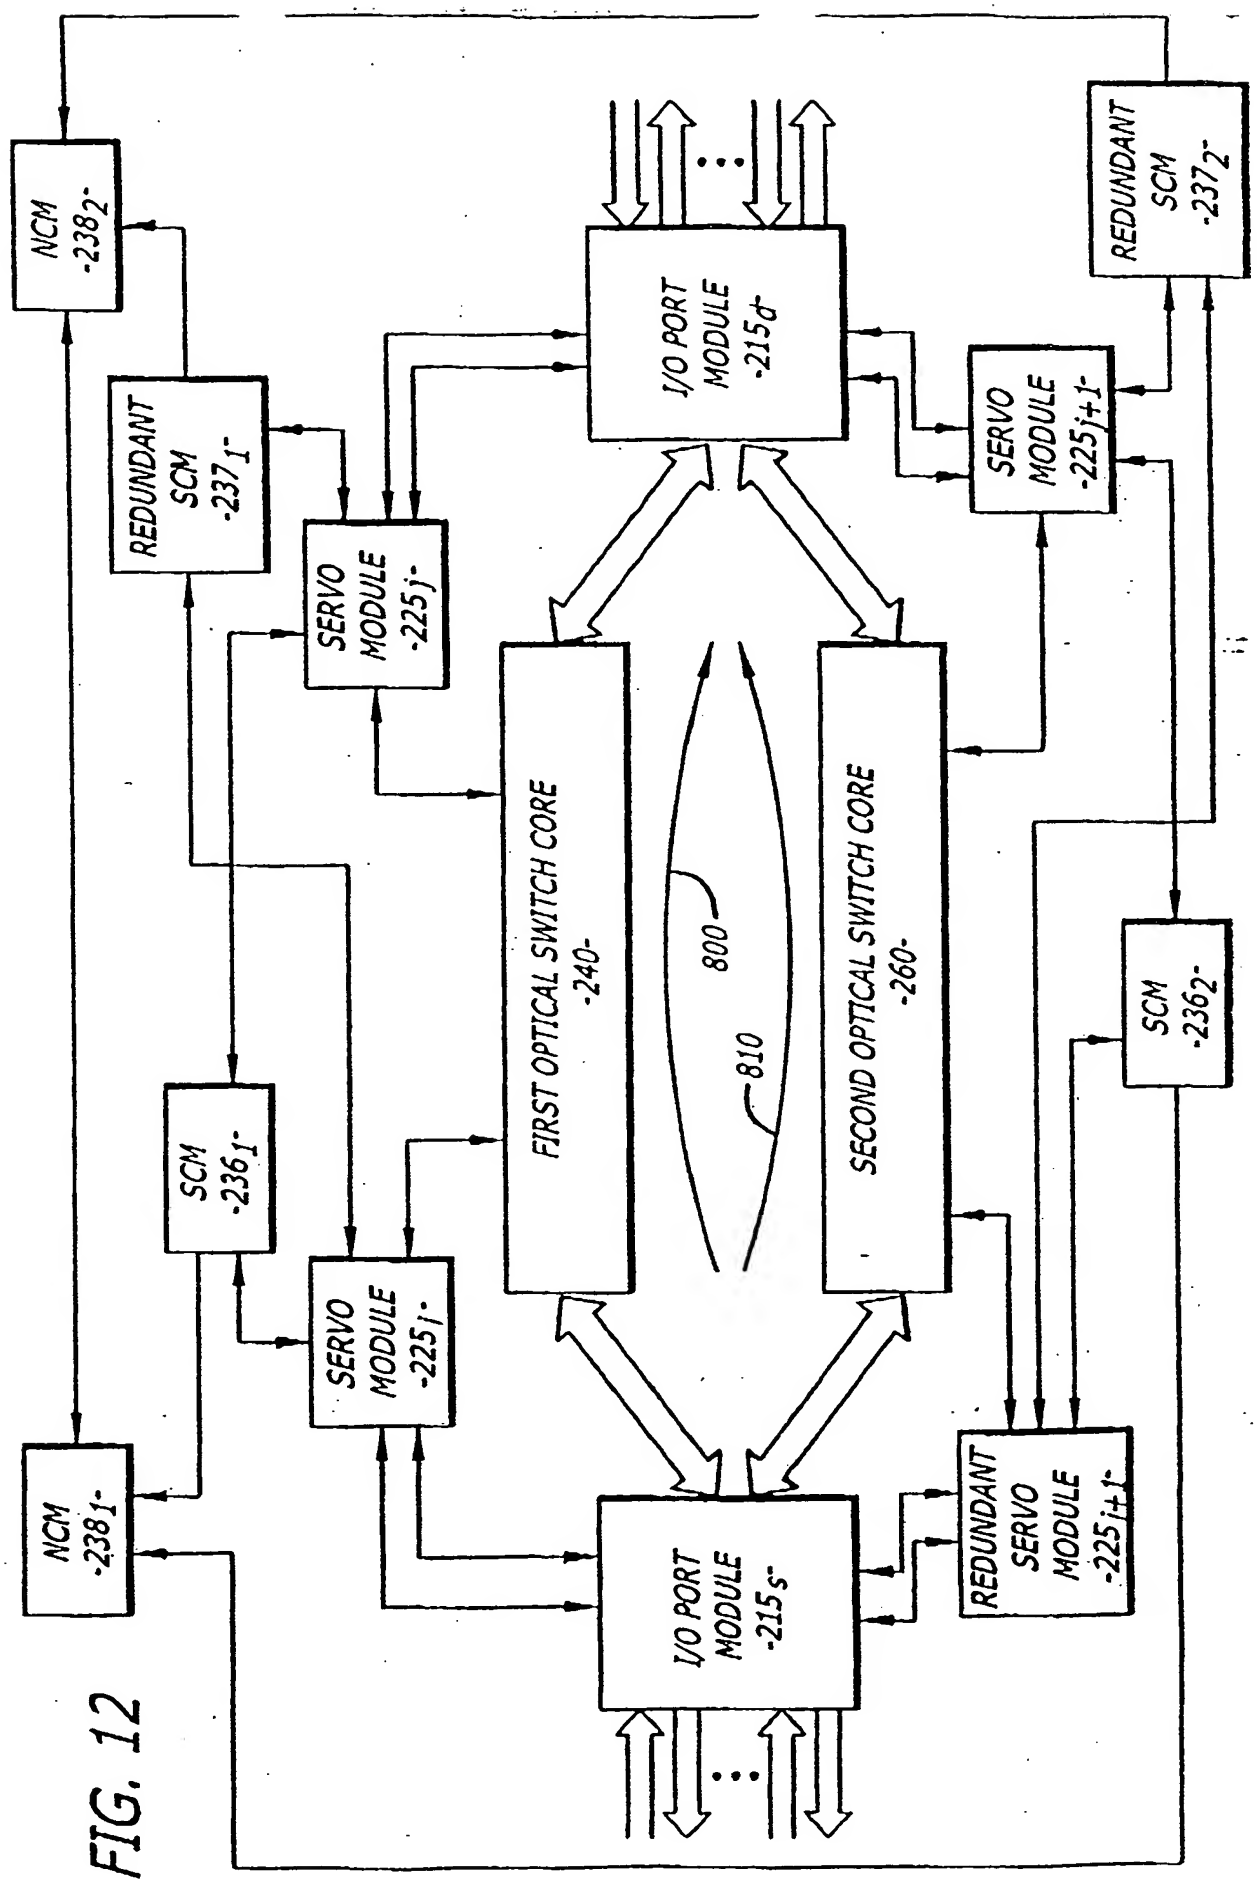 FIG. 12
NCM
-238₁-
NCM
-238₂-
SCM
-236₁-
REDUNDANT
SCM
-237₁-
SERVO
MODULE
-225ᵢ-
SERVO
MODULE
-225ⱼ-
FIRST OPTICAL SWITCH CORE
-240-
I/O PORT
MODULE
-215ₛ-
800
810
I/O PORT
MODULE
-215d-
SECOND OPTICAL SWITCH CORE
-260-
REDUNDANT
SERVO
MODULE
-225ᵢ₊₁-
SERVO
MODULE
-225ⱼ₊₁-
SCM
-236₂-
REDUNDANT
SCM
-237₂-